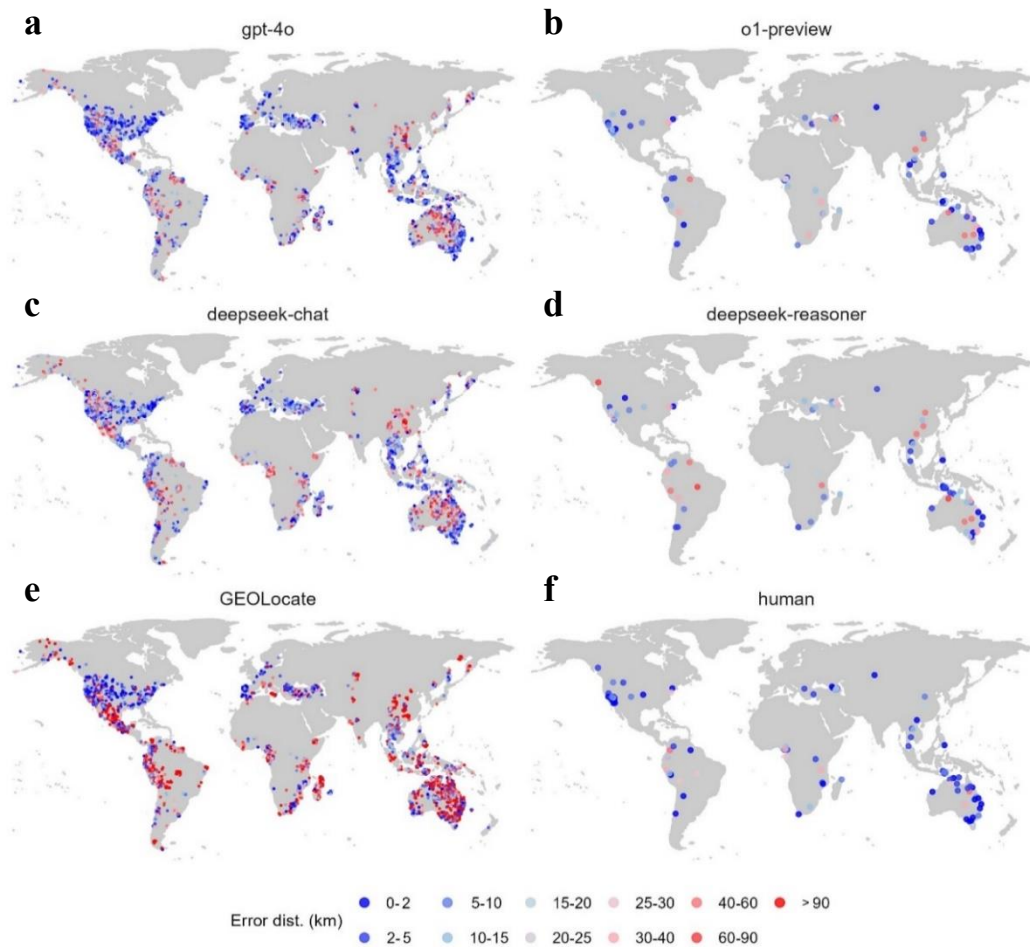 a
gpt-4o
b
o1-preview
c
deepseek-chat
d
deepseek-reasoner
e
GEOLocate
f
human
Error dist. (km)
0-2
5-10
15-20
25-30
40-60
>90
2-5
10-15
20-25
30-40
60-90